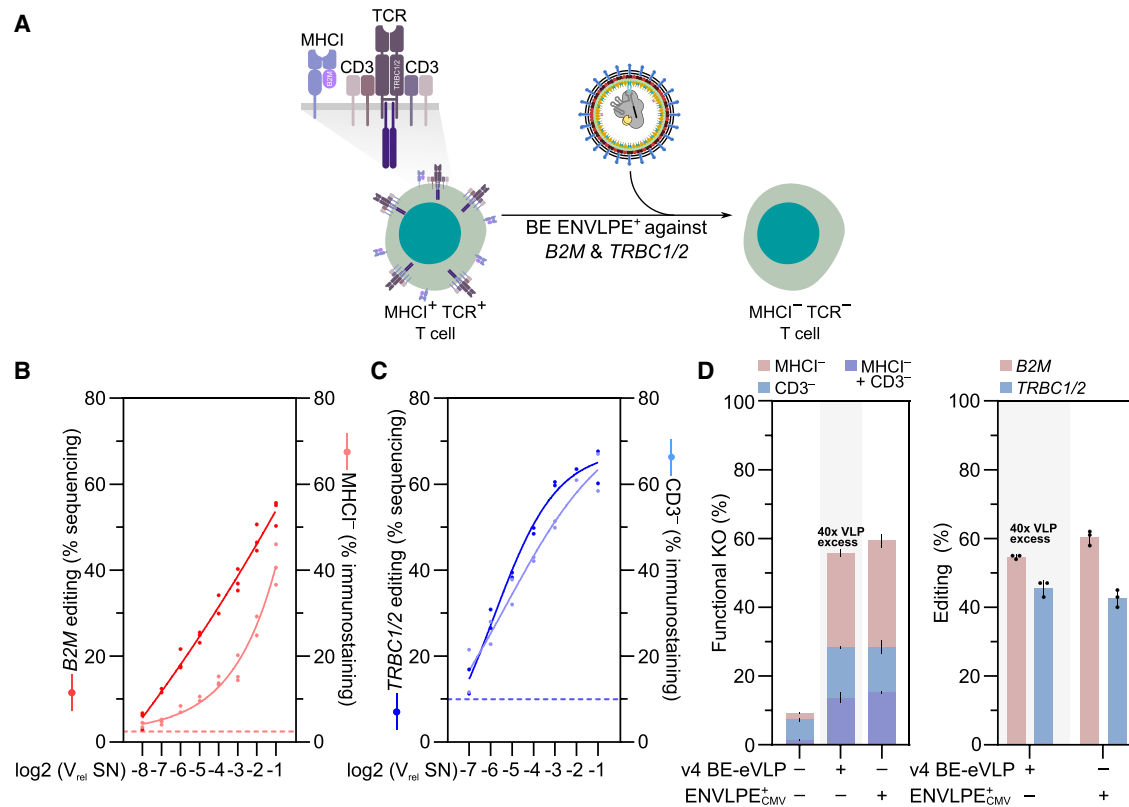 A
TCR
MHCI
CD3
CD3
B2M
TRBC1/2
BE ENVLPE⁺ against
B2M & TRBC1/2
MHCI⁺ TCR⁺
T cell
MHCI⁻ TCR⁻
T cell
B
80
60
40
20
0
B2M editing (% sequencing)
80
60
40
20
0
MHCI⁻ (% immunostaining)
log2 (Vrel SN) -8 -7 -6 -5 -4 -3 -2 -1
C
80
60
40
20
0
TRBC1/2 editing (% sequencing)
80
60
40
20
0
CD3⁻ (% immunostaining)
log2 (Vrel SN) -7 -6 -5 -4 -3 -2 -1
D
MHCI⁻
CD3⁻
MHCI⁻
+ CD3⁻
100
80
60
40
20
0
Functional KO (%)
40x VLP
excess
B2M
TRBC1/2
100
80
60
40
20
0
Editing (%)
40x VLP
excess
v4 BE-eVLP – + –
ENVLPE⁺CMV – – +
v4 BE-eVLP + –
ENVLPE⁺CMV – +